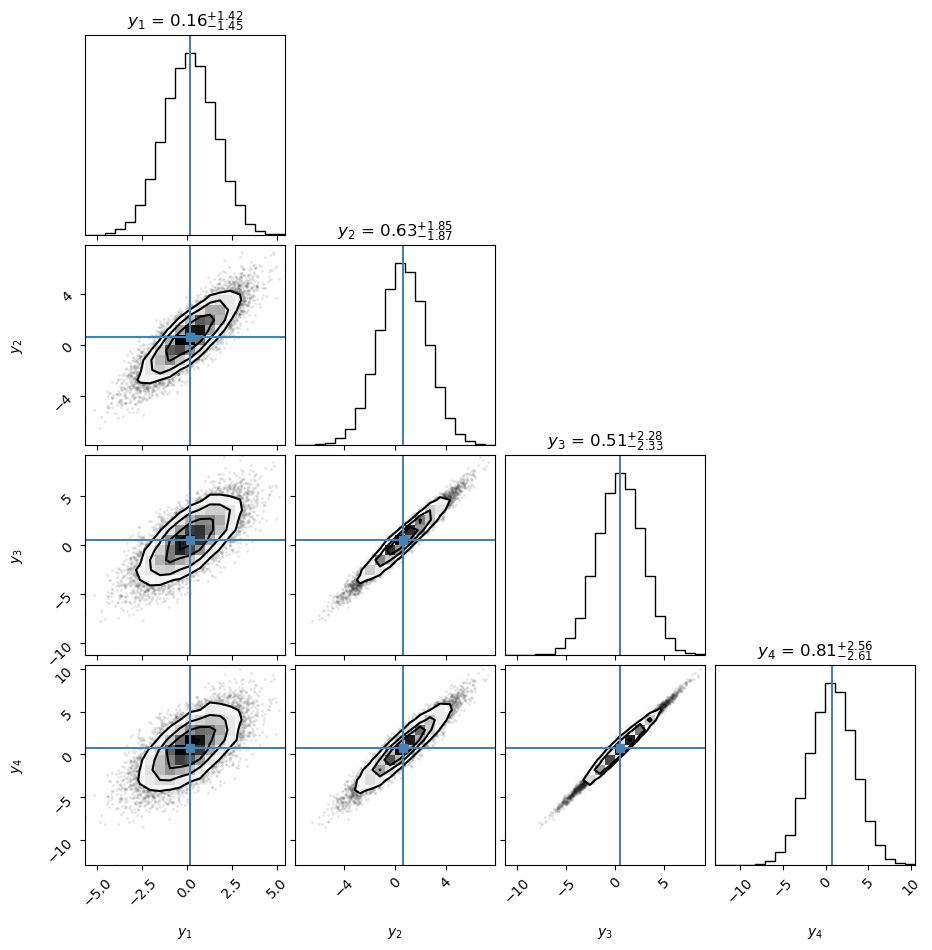 y₁ = 0.16+1.42−1.45
y₂ = 0.63+1.85−1.87
y₂
4
0
−4
y₃ = 0.51+2.28−2.33
y₃
5
0
−5
−10
y₄ = 0.81+2.56−2.61
y₄
10
5
0
−5
−10
−5.0 −2.5 0.0 2.5 5.0 −4 0 4 −10 −5 0 5 −10 −5 0 5 10
y₁ y₂ y₃ y₄